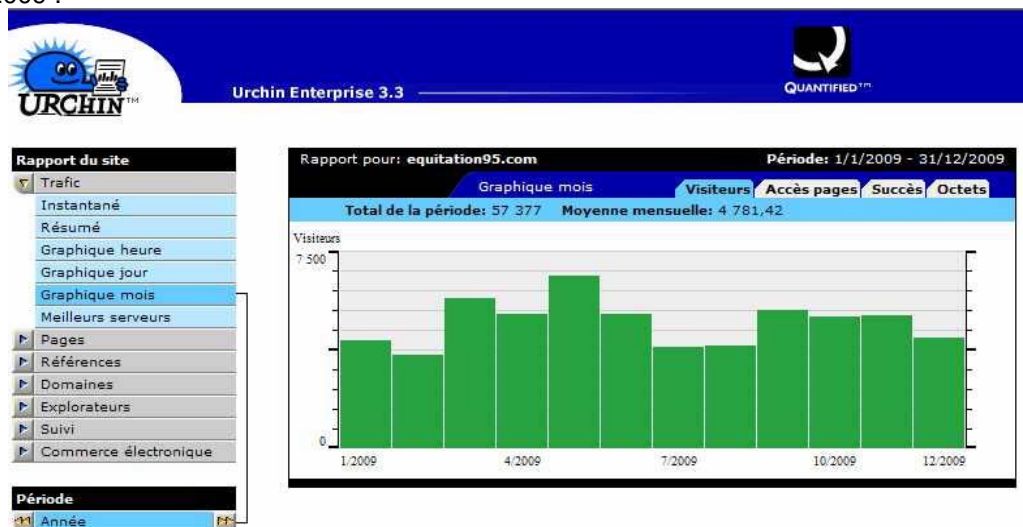 URCHIN™
Urchin Enterprise 3.3
QUANTIFIED™
Rapport du site
Trafic
Instantané
Résumé
Graphique heure
Graphique jour
Graphique mois
Meilleurs serveurs
Pages
Références
Domaines
Explorateurs
Suivi
Commerce électronique
Période
Année
Rapport pour: equitation95.com Période: 1/1/2009 - 31/12/2009
Graphique mois Visiteurs Accès pages Succès Octets
Total de la période: 57 377 Moyenne mensuelle: 4 781,42
Visiteurs
7 500
0
1/2009 4/2009 7/2009 10/2009 12/2009